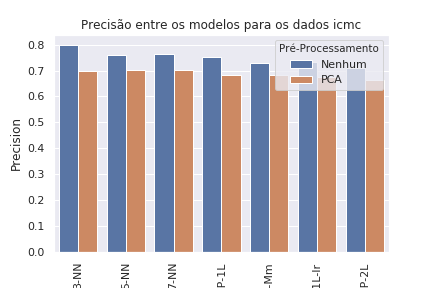 Precisão entre os modelos para os dados icmc
Pré-Processamento
Nenhum
PCA
Precision
0.8
0.7
0.6
0.5
0.4
0.3
0.2
0.1
0.0
3-NN
5-NN
7-NN
P-1L
-Mm
1L-lr
P-2L